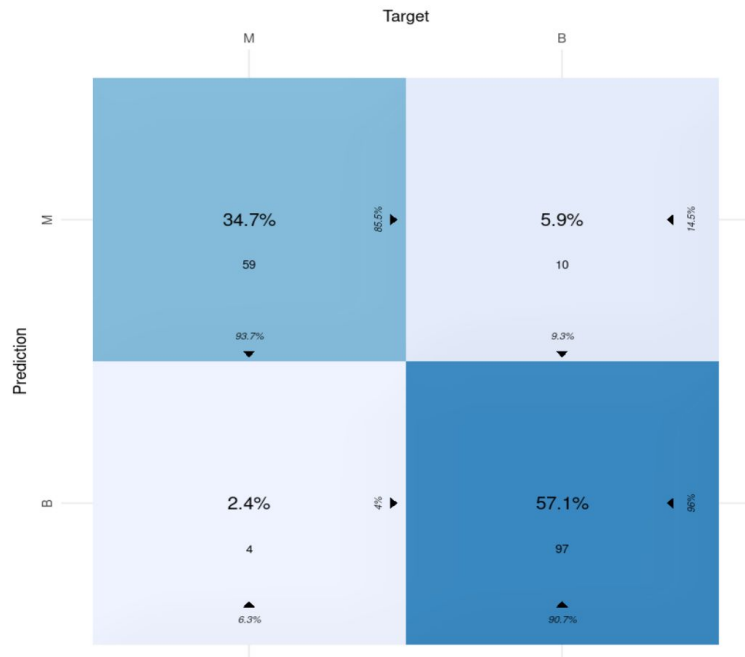 Target
M
B
M
34.7%
59
85.5%
93.7%
5.9%
10
14.5%
9.3%
Prediction
B
2.4%
4
4%
6.3%
57.1%
97
96%
90.7%